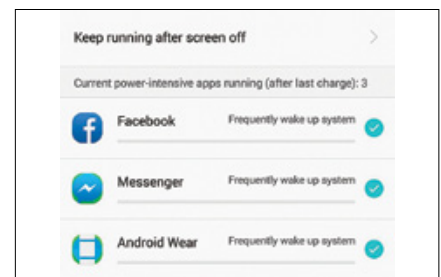 Keep running after screen off
Current power-intensive apps running (after last charge): 3
Facebook Frequently wake up system
Messenger Frequently wake up system
Android Wear Frequently wake up system